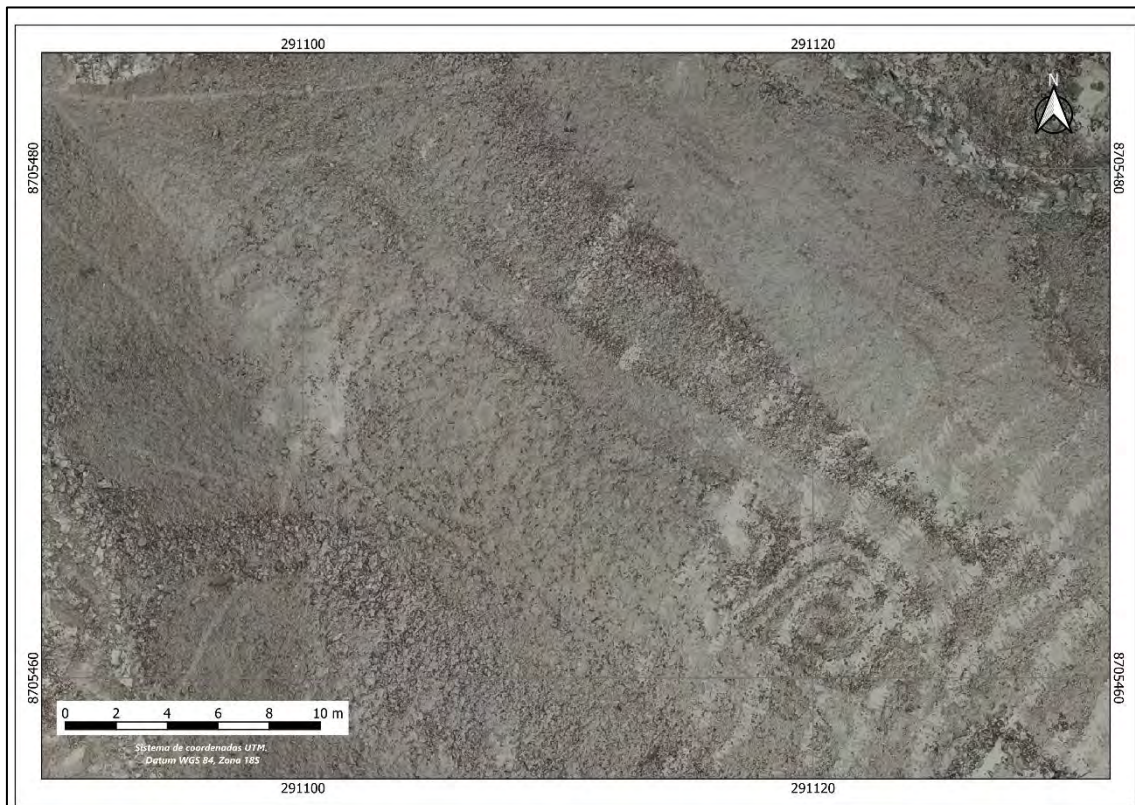 291100 291120
N
8705480 8705480
8705460 8705460
0 2 4 6 8 10 m
Sistema de coordenadas UTM.
Datum WGS 84, Zona 18S
291100 291120